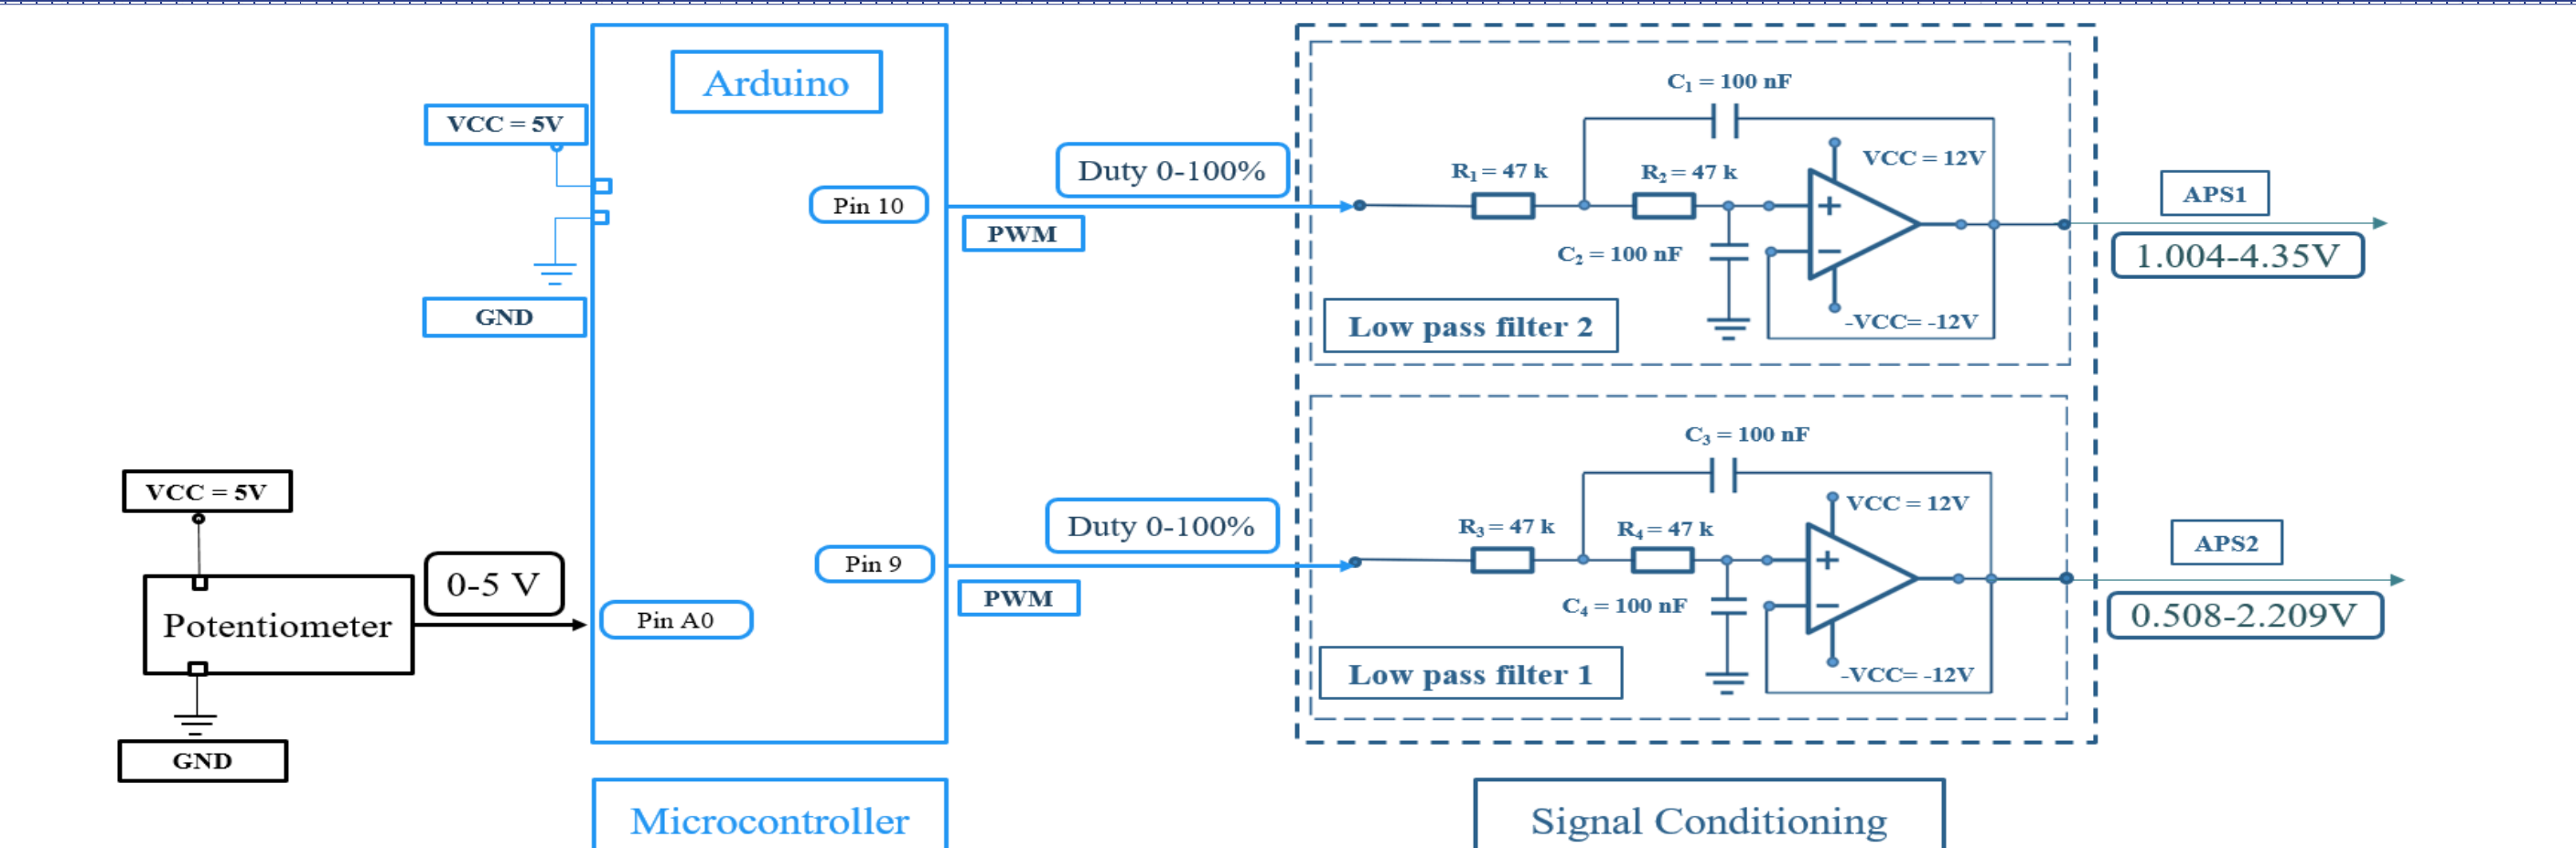 Arduino
VCC = 5V
GND
Pin 10
Pin 9
Pin A0
VCC = 5V
Potentiometer
0-5 V
GND
Microcontroller
Duty 0-100%
PWM
Duty 0-100%
PWM
C₁ = 100 nF
R₁ = 47 k
R₂ = 47 k
VCC = 12V
+
C₂ = 100 nF
−
-VCC= -12V
Low pass filter 2
APS1
1.004-4.35V
C₃ = 100 nF
R₃ = 47 k
R₄ = 47 k
VCC = 12V
+
C₄ = 100 nF
−
-VCC= -12V
Low pass filter 1
APS2
0.508-2.209V
Signal Conditioning